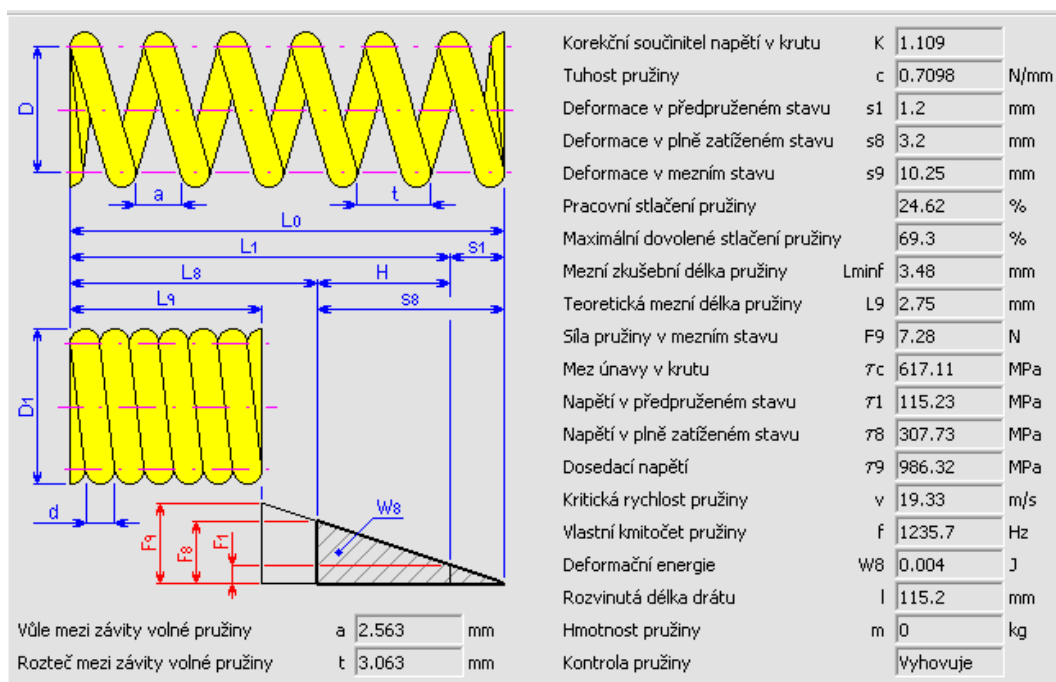 D
a
t
L0
L1
s1
L8
H
L9
s8
D1
d
F9
F8
F1
W8
Vůle mezi závity volné pružiny a 2.563 mm
Rozteč mezi závity volné pružiny t 3.063 mm
Korekční součinitel napětí v krutu K 1.109
Tuhost pružiny c 0.7098 N/mm
Deformace v předpruženém stavu s1 1.2 mm
Deformace v plně zatíženém stavu s8 3.2 mm
Deformace v mezním stavu s9 10.25 mm
Pracovní stlačení pružiny 24.62 %
Maximální dovolené stlačení pružiny 69.3 %
Mezní zkušební délka pružiny Lminf 3.48 mm
Teoretická mezní délka pružiny L9 2.75 mm
Síla pružiny v mezním stavu F9 7.28 N
Mez únavy v krutu τc 617.11 MPa
Napětí v předpruženém stavu τ1 115.23 MPa
Napětí v plně zatíženém stavu τ8 307.73 MPa
Dosedací napětí τ9 986.32 MPa
Kritická rychlost pružiny v 19.33 m/s
Vlastní kmitočet pružiny f 1235.7 Hz
Deformační energie W8 0.004 J
Rozvinutá délka drátu l 115.2 mm
Hmotnost pružiny m 0 kg
Kontrola pružiny Vyhovuje